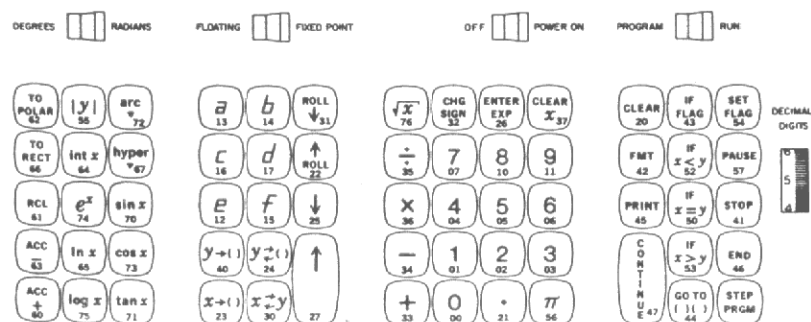 DEGREES RADIANS FLOATING FIXED POINT OFF POWER ON PROGRAM RUN
TO POLAR 62 |y| 55 arc ▾ 72 a 13 b 14 ROLL ↓ 31 √x 76 CHG SIGN 32 ENTER EXP 26 CLEAR x 37 CLEAR 20 IF FLAG 43 SET FLAG 54 DECIMAL DIGITS
TO RECT 66 int x 64 hyper ▾ 67 c 16 d 17 ↑ ROLL 22 ÷ 35 7 07 8 10 9 11 FMT 42 IF x < y 52 PAUSE 57 6
RCL 61 eˣ 74 sin x 70 e 12 f 15 ↓ 25 × 36 4 04 5 05 6 06 PRINT 45 IF x = y 50 STOP 41 5
ACC − 63 ln x 65 cos x 73 y→( ) 40 y⇄( ) 24 ↑ 27 − 34 1 01 2 02 3 03 CONTINUE 47 IF x > y 53 END 46 4
ACC + 60 log x 75 tan x 71 x→( ) 23 x⇄y 30 + 33 0 00 . 21 π 56 GO TO ( )( ) 44 STEP PRGM